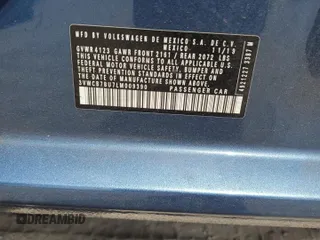 MFD BY VOLKSWAGEN DE MEXICO S.A. DE C.V.
MEXICO 11/19
GVWR 4123 GAWR FRONT 2161 / REAR 2072 LBS
THIS VEHICLE CONFORMS TO ALL APPLICABLE U.S.
FEDERAL MOTOR VEHICLE SAFETY, BUMPER AND
THEFT PREVENTION STANDARDS IN EFFECT ON THE
DATE OF MANUFACTURE SHOWN ABOVE.
PASSENGER CAR
DREAMBID